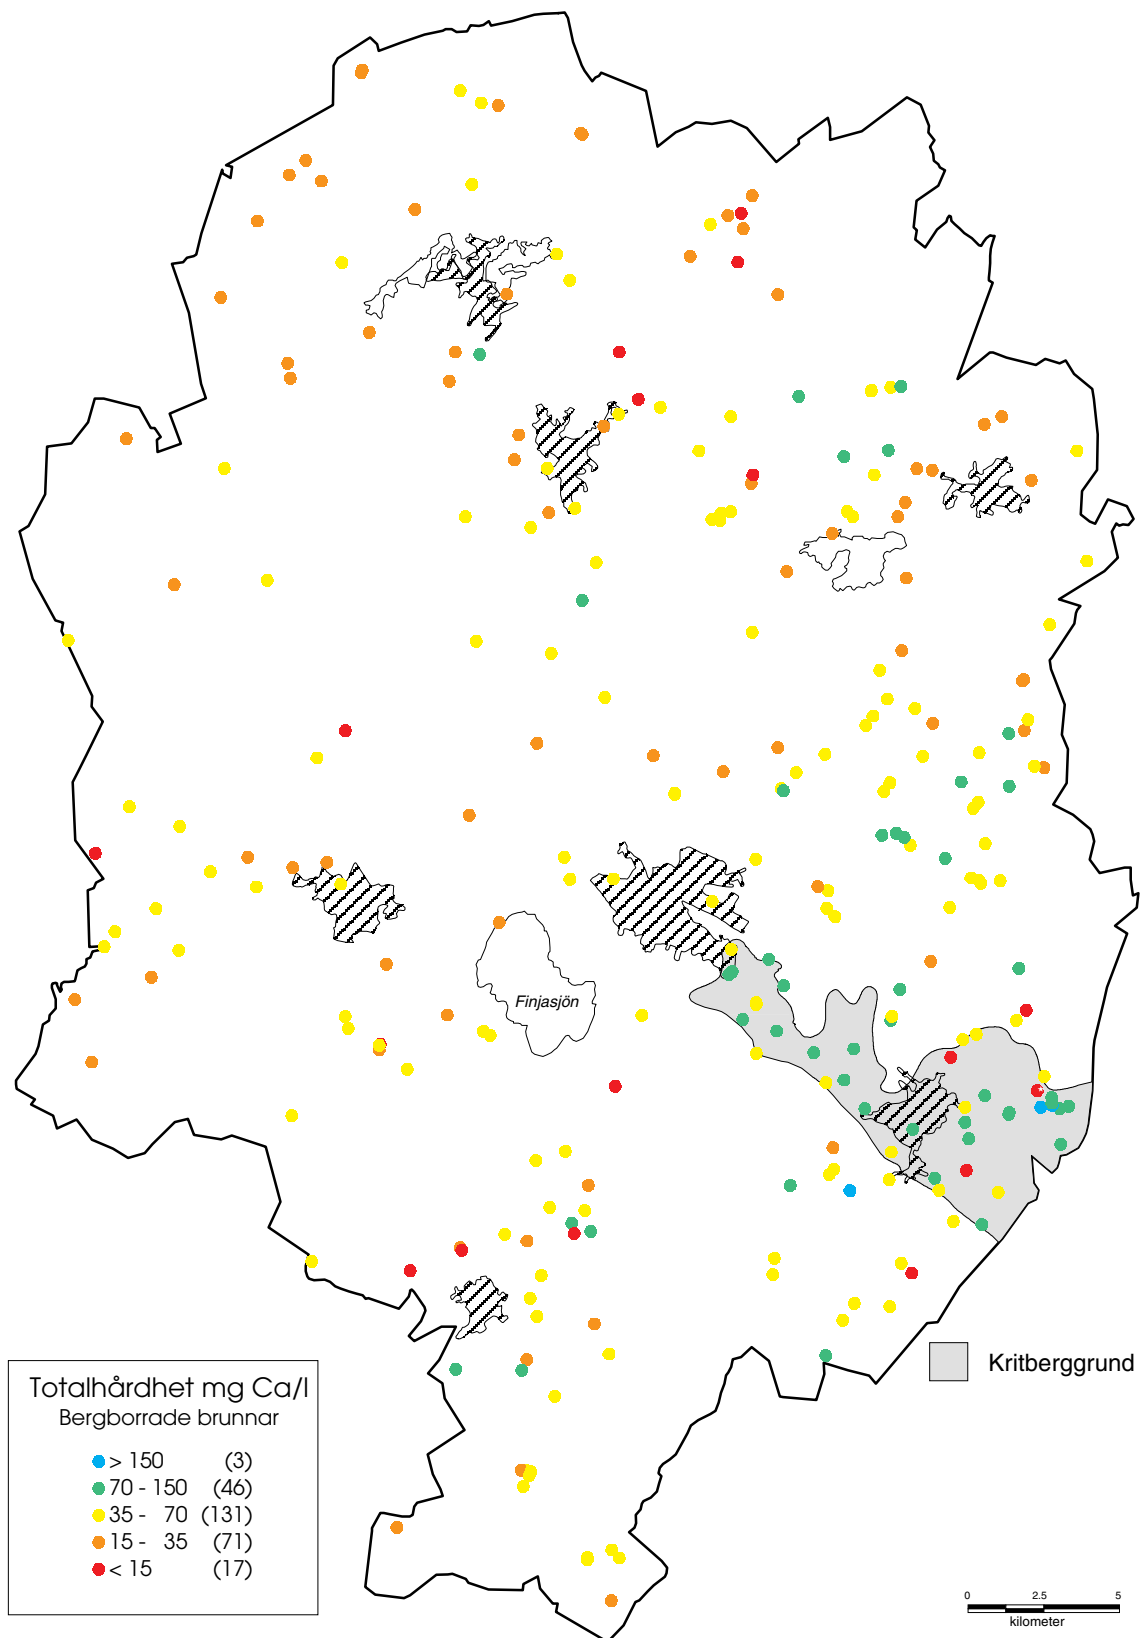 Finjasjön
Kritberggrund
Totalhårdhet mg Ca/l
Bergborrade brunnar
> 150 (3)
70 - 150 (46)
35 - 70 (131)
15 - 35 (71)
< 15 (17)
0 2.5 5
kilometer